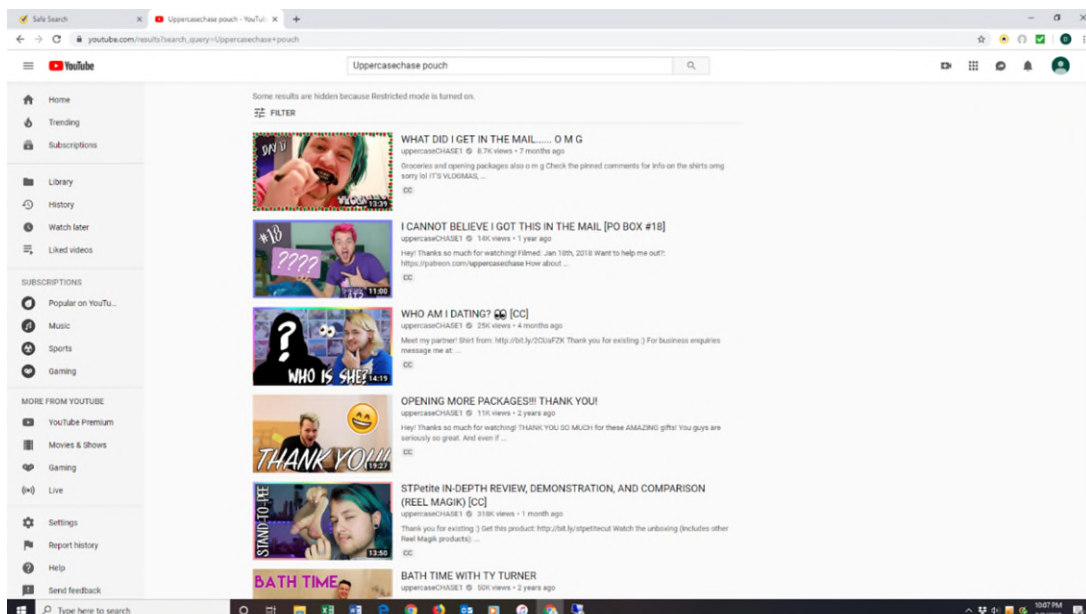 Safe Search
Uppercasechase pouch - YouTub
youtube.com/results?search_query=Uppercasechase+pouch
YouTube
Uppercasechase pouch
Home
Trending
Subscriptions
Library
History
Watch later
Liked videos
SUBSCRIPTIONS
Popular on YouTu...
Music
Sports
Gaming
MORE FROM YOUTUBE
YouTube Premium
Movies & Shows
Gaming
Live
Settings
Report history
Help
Send feedback
Some results are hidden because Restricted mode is turned on.
FILTER
DAY 11
VLOGMAS
13:39
WHAT DID I GET IN THE MAIL...... O M G
uppercaseCHASE1 8.7K views • 7 months ago
Groceries and opening packages also o m g Check the pinned comments for info on the shirts omg
sorry lol IT'S VLOGMAS, ...
CC
#18
????
11:00
I CANNOT BELIEVE I GOT THIS IN THE MAIL [PO BOX #18]
uppercaseCHASE1 14K views • 1 year ago
Hey! Thanks so much for watching! Filmed: Jan 18th, 2018 Want to help me out?:
https://patreon.com/uppercasechase How about ...
CC
?
WHO IS SHE?
14:19
WHO AM I DATING? 👀 [CC]
uppercaseCHASE1 25K views • 4 months ago
Meet my partner! Shirt from: http://bit.ly/2CUaFZK Thank you for existing :) For business enquiries
message me at: ...
CC
THANK YOU!
19:27
OPENING MORE PACKAGES!!! THANK YOU!
uppercaseCHASE1 11K views • 2 years ago
Hey! Thanks so much for watching! THANK YOU SO MUCH for these AMAZING gifts! You guys are
seriously so great. And even if ...
CC
STAND-TO-PEE
13:50
STPetite IN-DEPTH REVIEW, DEMONSTRATION, AND COMPARISON
(REEL MAGIK) [CC]
uppercaseCHASE1 318K views • 1 month ago
Thank you for existing :) Get this product: http://bit.ly/stpetitecut Watch the unboxing (includes other
Reel Magik products): ...
CC
BATH TIME
BATH TIME WITH TY TURNER
uppercaseCHASE1 50K views • 2 years ago
Type here to search
10:07 PM